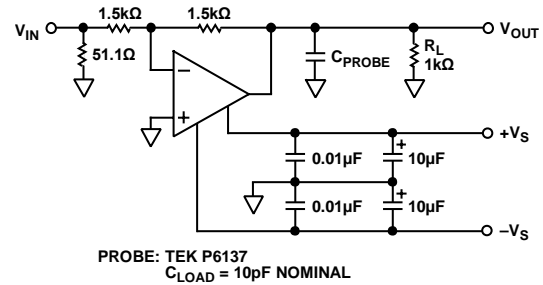 1.5kΩ 1.5kΩ
VIN VOUT
51.1Ω
CPROBE
RL
1kΩ
–
+
+VS
+
0.01µF 10µF
+
0.01µF 10µF
–VS
PROBE: TEK P6137
CLOAD = 10pF NOMINAL